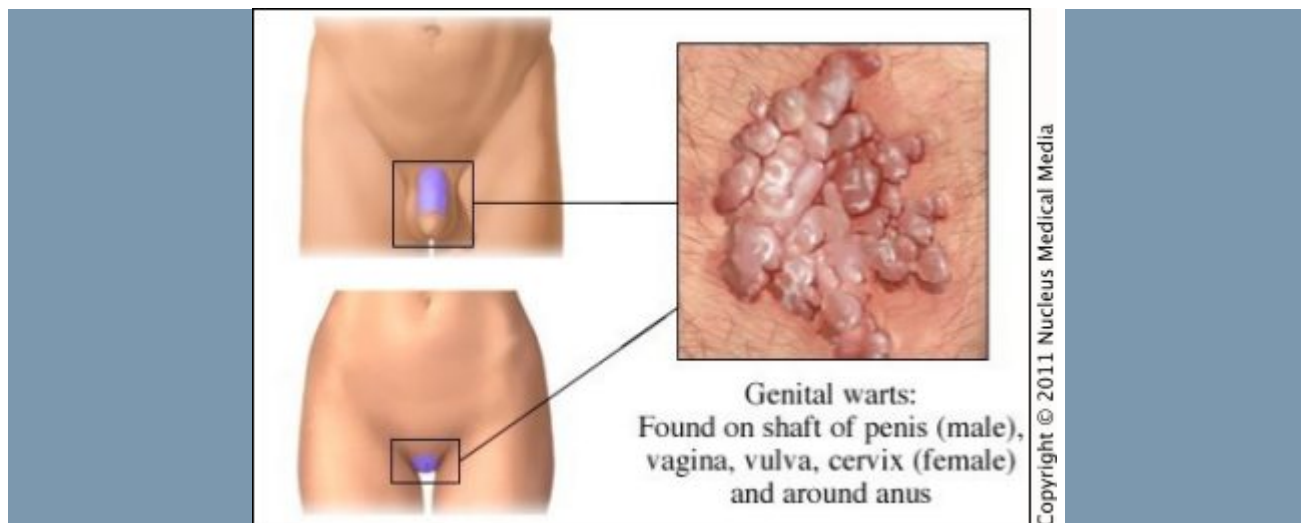 Genital warts:
Found on shaft of penis (male),
vagina, vulva, cervix (female)
and around anus
Copyright © 2011 Nucleus Medical Media